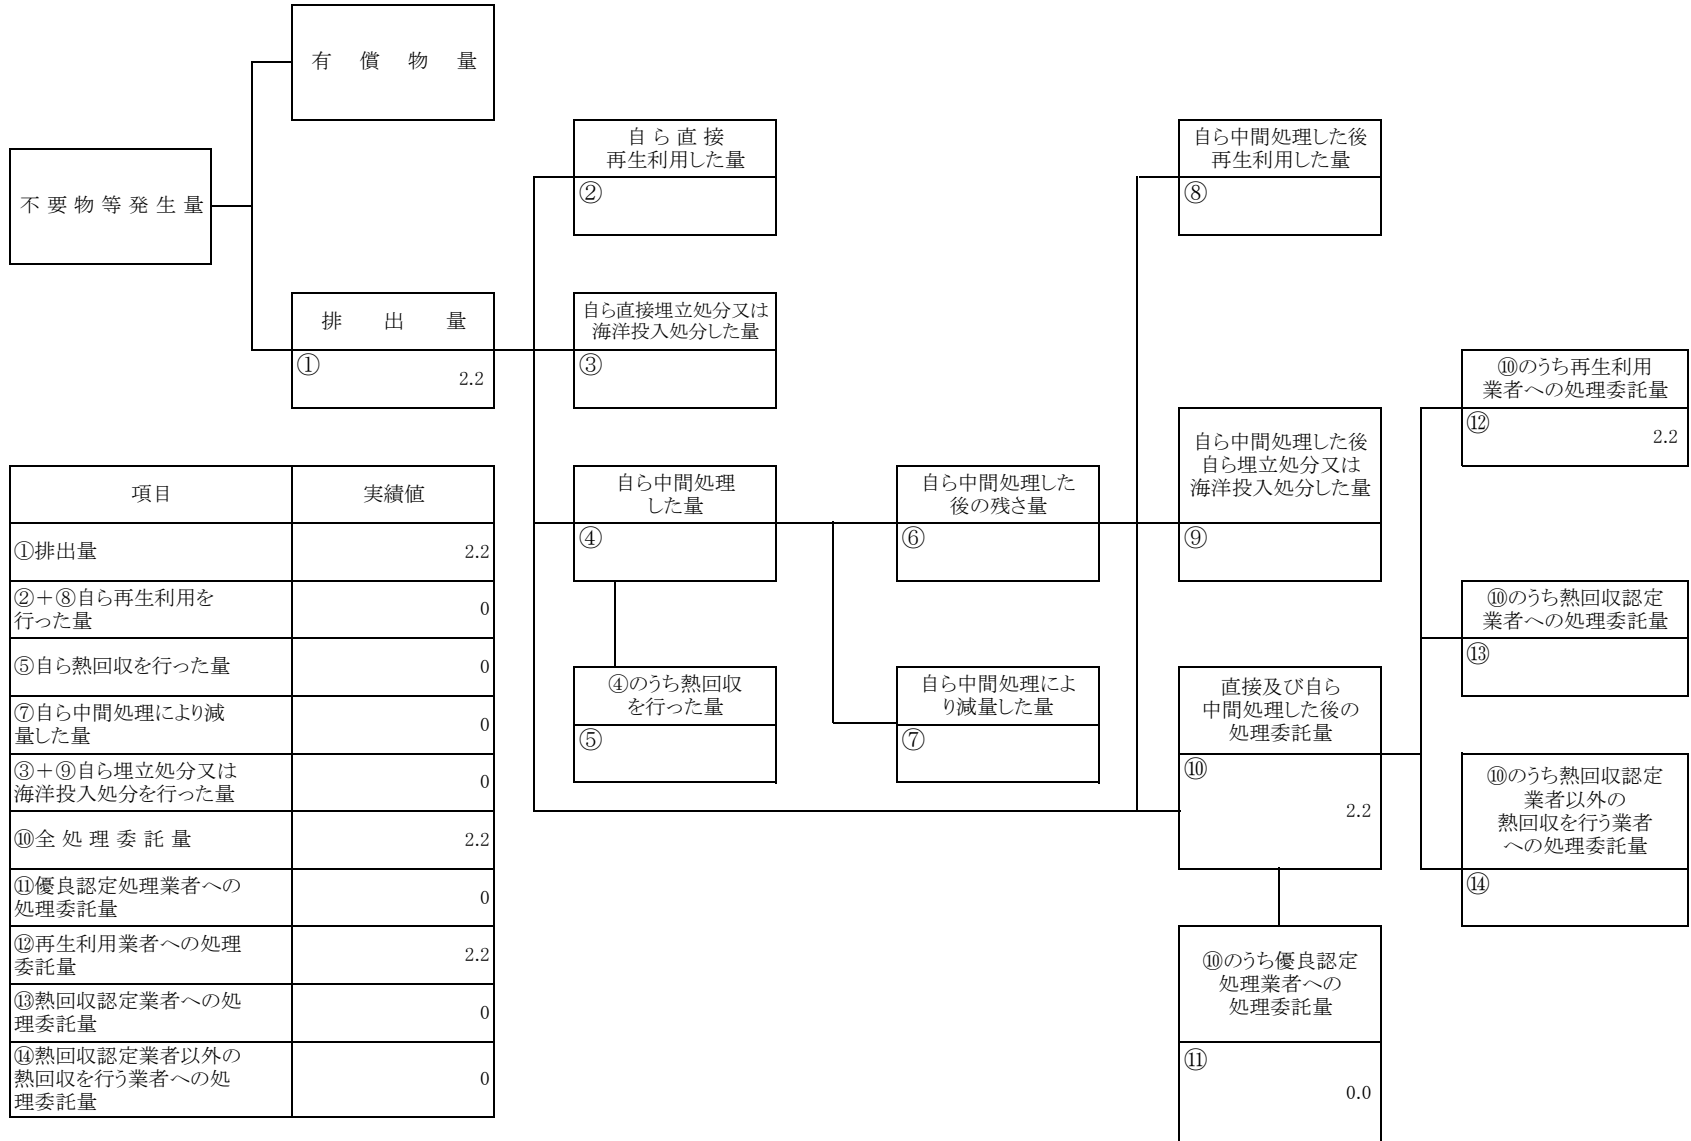 有 償 物 量
不 要 物 等 発 生 量
排 出 量
①
2.2
自 ら 直 接
再生利用した量
②
自ら直接埋立処分又は
海洋投入処分した量
③
自ら中間処理
した量
④
④のうち熱回収
を行った量
⑤
自ら中間処理した
後の残さ量
⑥
自ら中間処理によ
り減量した量
⑦
自ら中間処理した後
再生利用した量
⑧
自ら中間処理した後
自ら埋立処分又は
海洋投入処分した量
⑨
直接及び自ら
中間処理した後の
処理委託量
⑩
2.2
⑩のうち優良認定
処理業者への
処理委託量
⑪
0.0
⑩のうち再生利用
業者への処理委託量
⑫
2.2
⑩のうち熱回収認定
業者への処理委託量
⑬
⑩のうち熱回収認定
業者以外の
熱回収を行う業者
への処理委託量
⑭
項目 実績値
①排出量 2.2
②＋⑧自ら再生利用を
行った量 0
⑤自ら熱回収を行った量 0
⑦自ら中間処理により減
量した量 0
③＋⑨自ら埋立処分又は
海洋投入処分を行った量 0
⑩全 処 理 委 託 量 2.2
⑪優良認定処理業者への
処理委託量 0
⑫再生利用業者への処理
委託量 2.2
⑬熱回収認定業者への処
理委託量 0
⑭熱回収認定業者以外の
熱回収を行う業者への処
理委託量 0